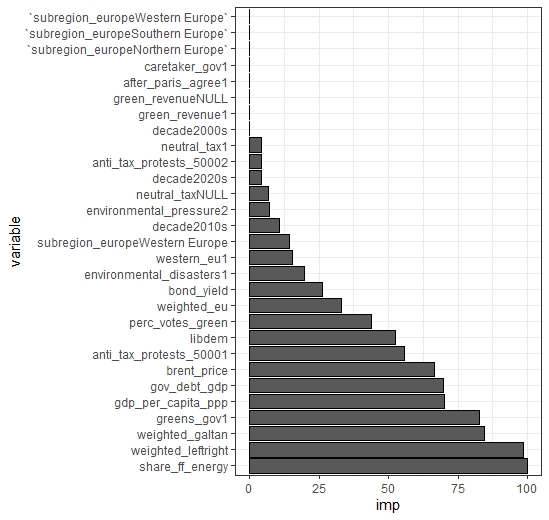 `subregion_europeWestern Europe`
`subregion_europeSouthern Europe`
`subregion_europeNorthern Europe`
caretaker_gov1
after_paris_agree1
green_revenueNULL
green_revenue1
decade2000s
neutral_tax1
anti_tax_protests_50002
decade2020s
neutral_taxNULL
environmental_pressure2
decade2010s
subregion_europeWestern Europe
western_eu1
environmental_disasters1
bond_yield
weighted_eu
perc_votes_green
libdem
anti_tax_protests_50001
brent_price
gov_debt_gdp
gdp_per_capita_ppp
greens_gov1
weighted_galtan
weighted_leftright
share_ff_energy
variable
0 25 50 75 100
imp